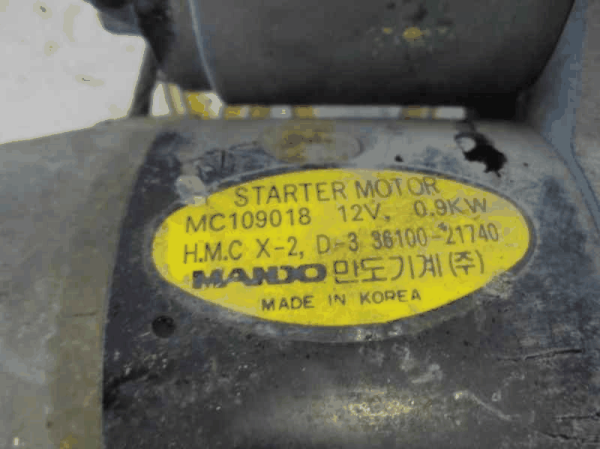 STARTER MOTOR
MC109018 12V, 0.9KW
H.M.C X-2, D-3 36100-21740
MANDO 만도기계(주)
MADE IN KOREA